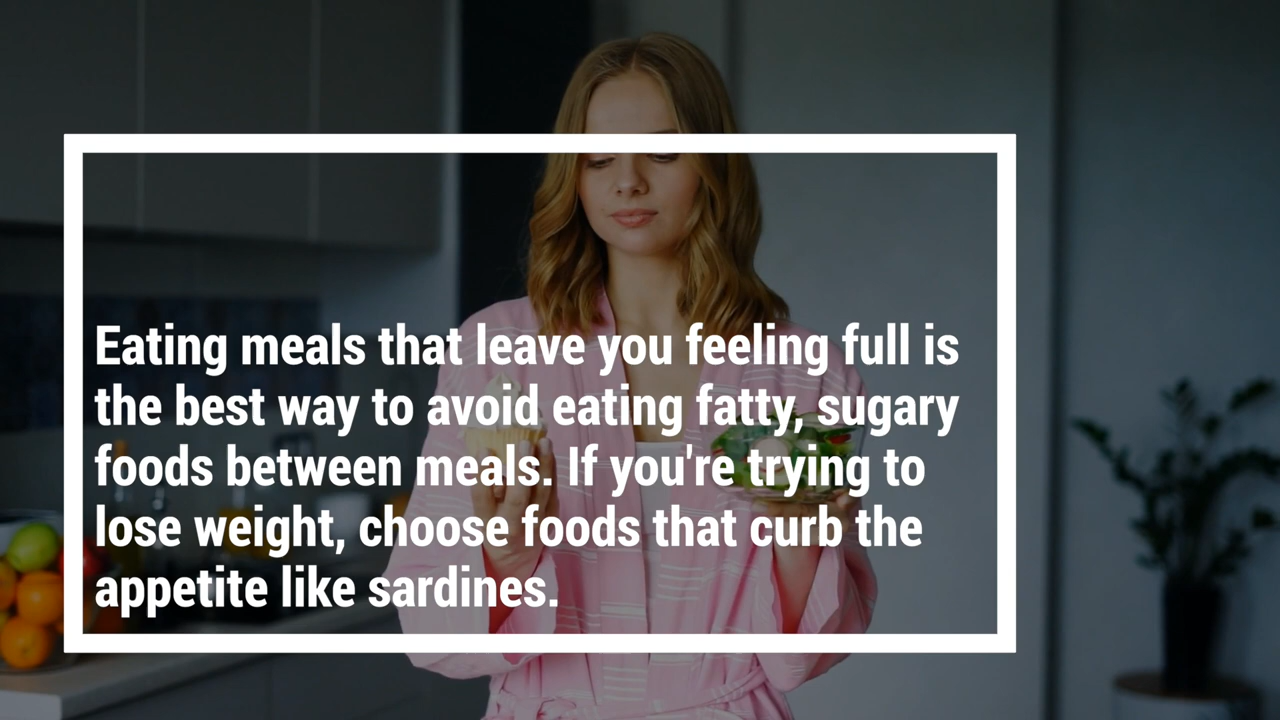 Eating meals that leave you feeling full is
the best way to avoid eating fatty, sugary
foods between meals. If you're trying to
lose weight, choose foods that curb the
appetite like sardines.